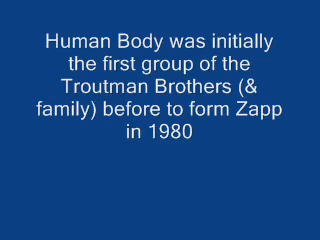 Human Body was initially
the first group of the
Troutman Brothers (&
family) before to form Zapp
in 1980